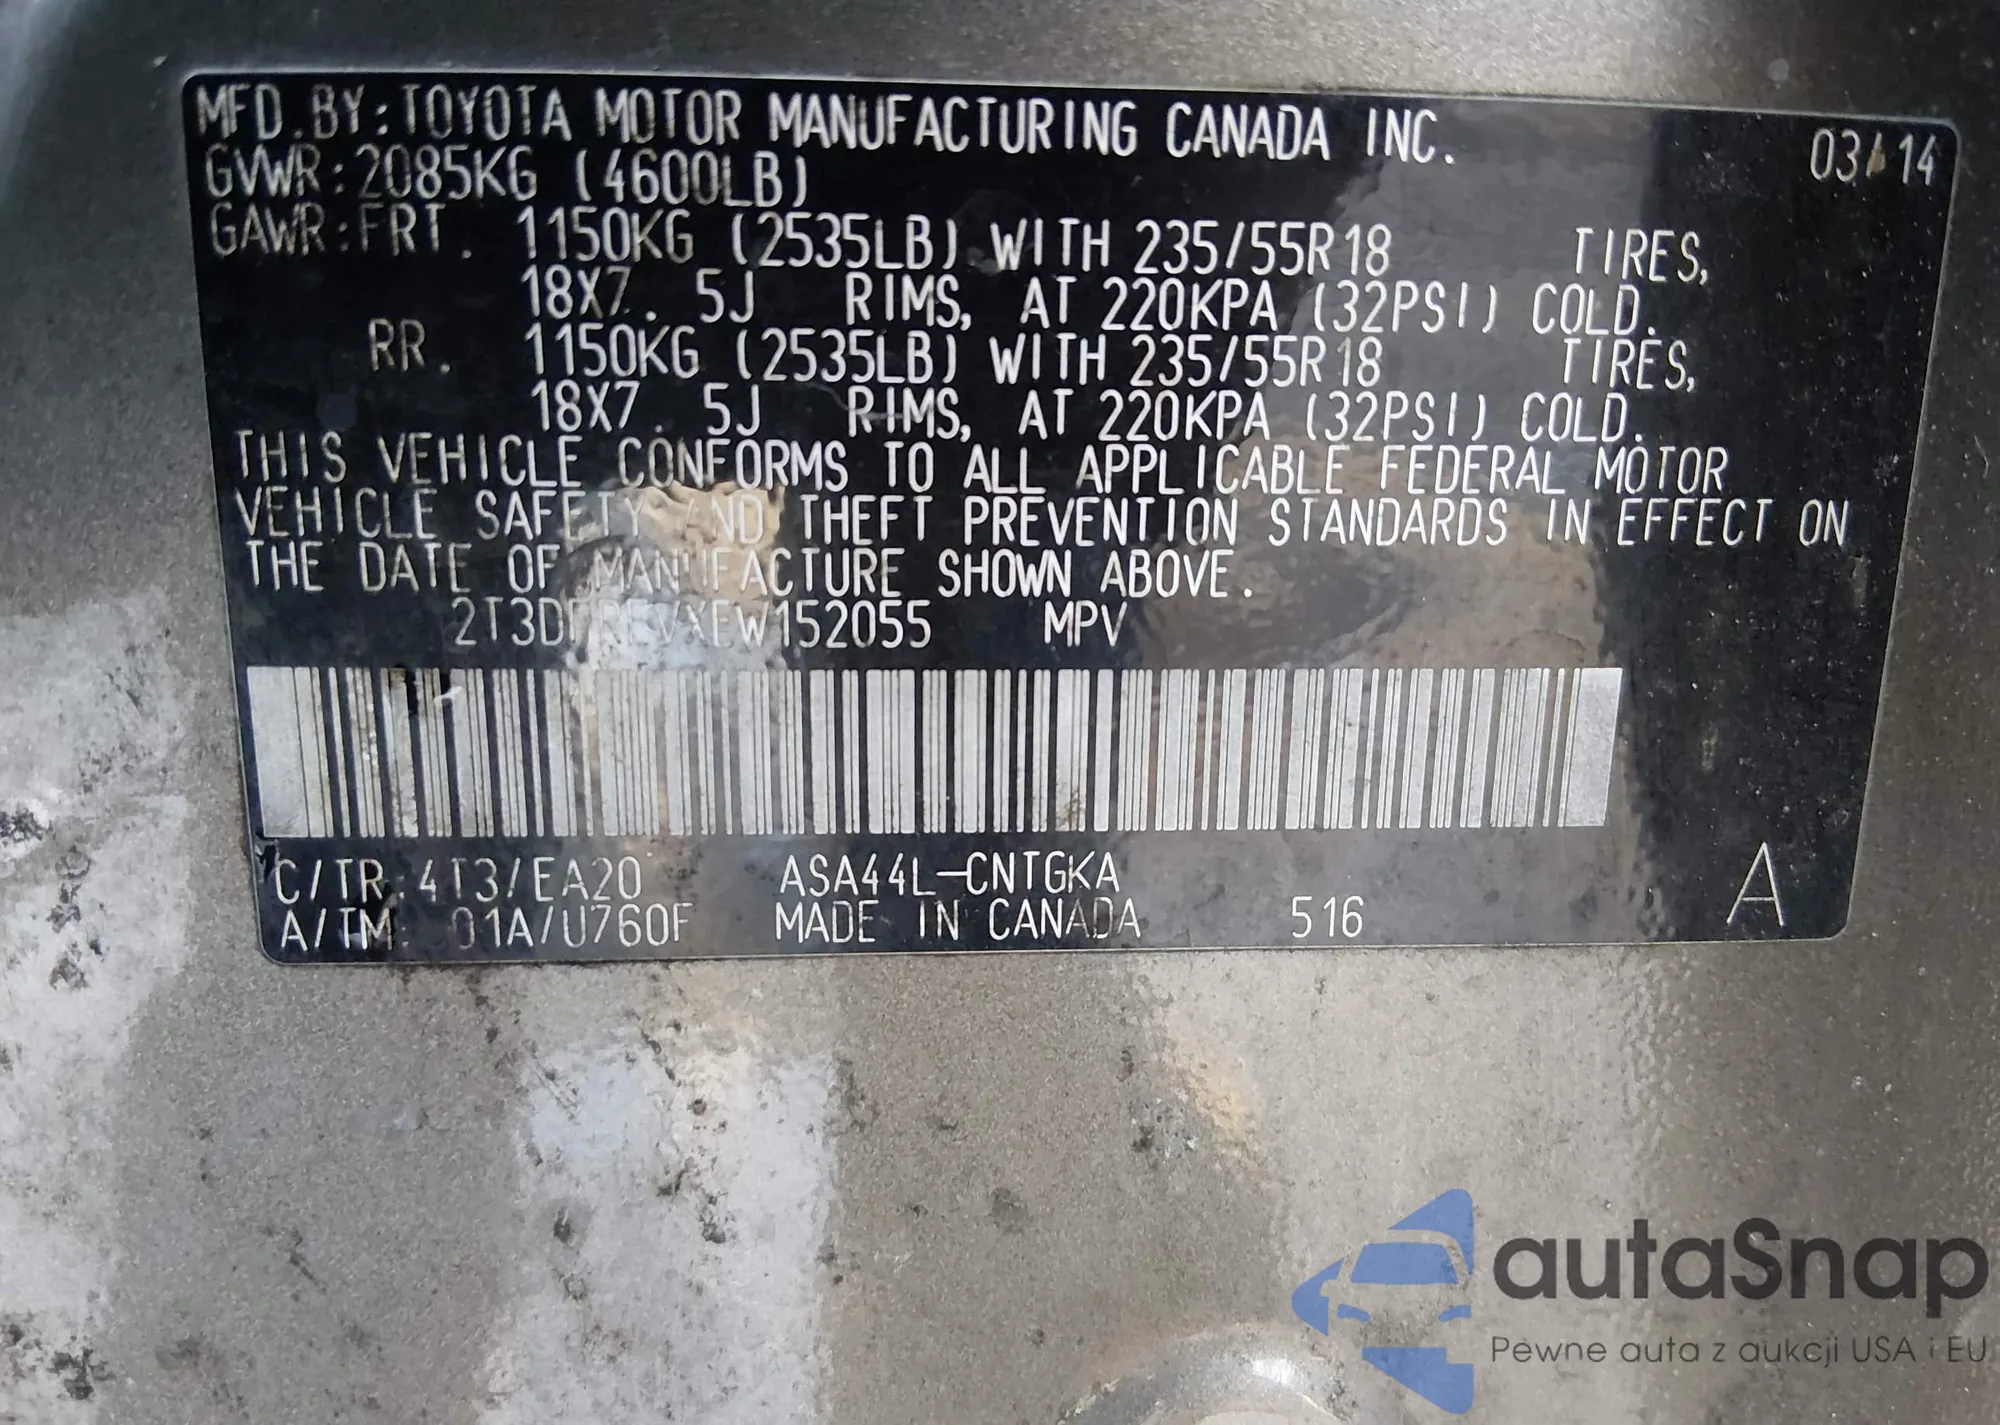 MFD. BY: TOYOTA MOTOR MANUFACTURING CANADA INC. 03/14
GVWR: 2085KG (4600LB)
GAWR: FRT. 1150KG (2535LB) WITH 235/55R18 TIRES,
18X7.5J RIMS, AT 220KPA (32PSI) COLD.
RR. 1150KG (2535LB) WITH 235/55R18 TIRES,
18X7.5J RIMS, AT 220KPA (32PSI) COLD.
THIS VEHICLE CONFORMS TO ALL APPLICABLE FEDERAL MOTOR
VEHICLE SAFETY AND THEFT PREVENTION STANDARDS IN EFFECT ON
THE DATE OF MANUFACTURE SHOWN ABOVE.
MPV
C/TR: 4T3/EA20 ASA44L-CNTGKA A
A/TM: 01A/U760F MADE IN CANADA 516
autaSnap
Pewne auta z aukcji USA i EU